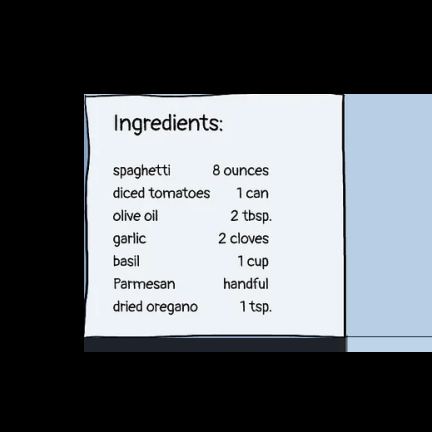 Ingredients:
spaghetti 8 ounces
diced tomatoes 1 can
olive oil 2 tbsp.
garlic 2 cloves
basil 1 cup
Parmesan handful
dried oregano 1 tsp.